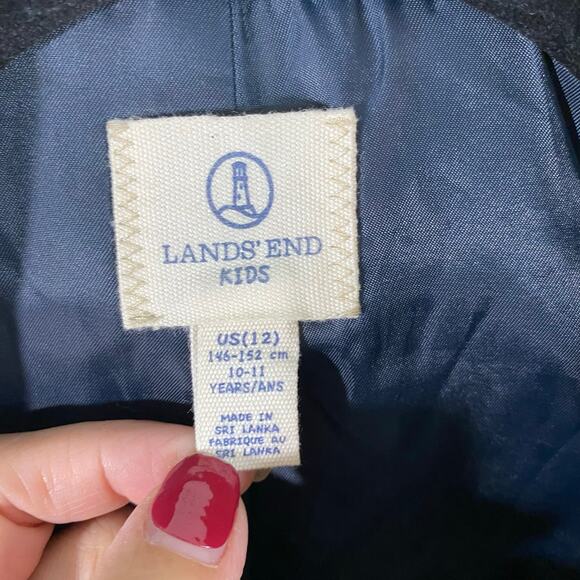 LANDS' END
KIDS
US(12)
146-152 cm
10-11
YEARS/ANS
MADE IN
SRI LANKA
FABRIQUE AU
SRI LANKA